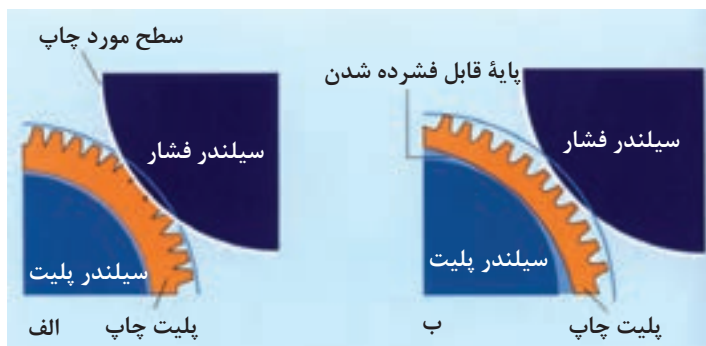 سطح مورد چاپ
پایهٔ قابل فشرده شدن
سیلندر فشار
سیلندر فشار
سیلندر پلیت
سیلندر پلیت
پلیت چاپ
الف
پلیت چاپ
ب